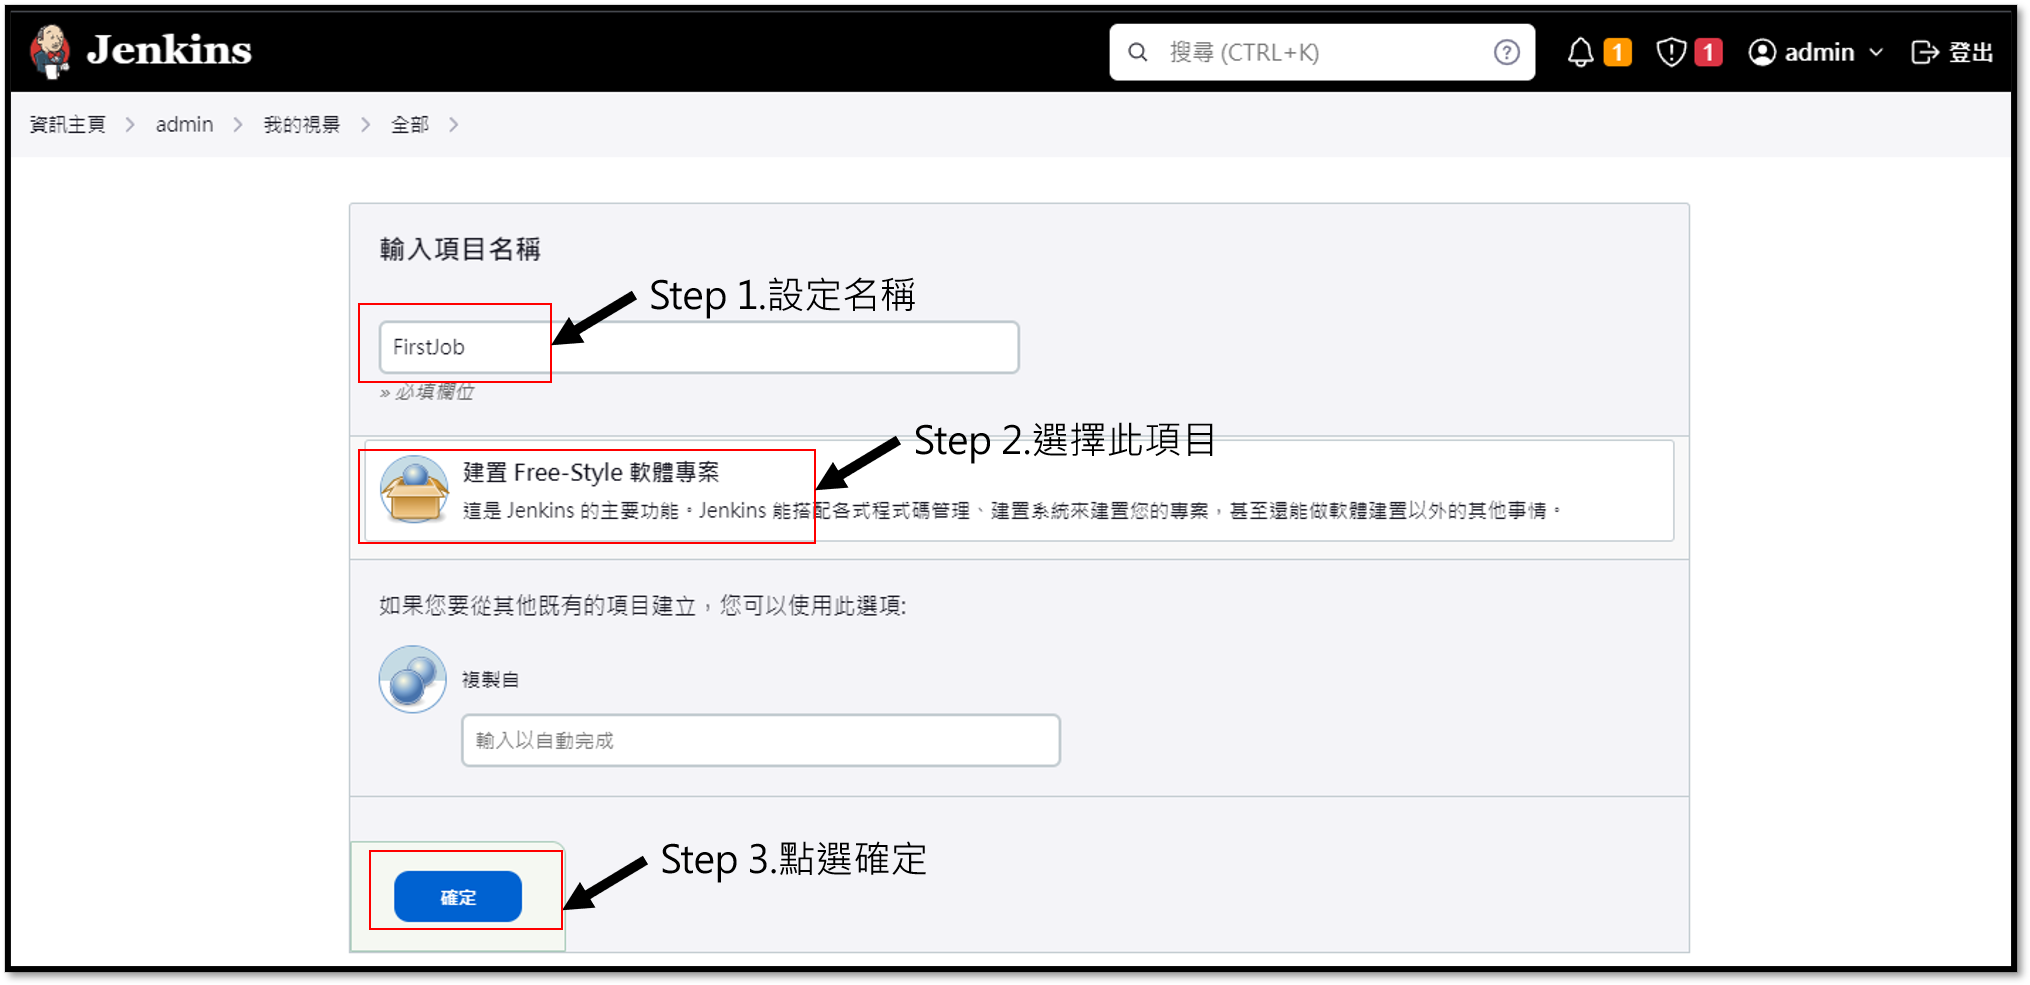 Jenkins
搜尋 (CTRL+K)
1
1
admin
登出
資訊主頁
admin
我的視景
全部
輸入項目名稱
Step 1.設定名稱
FirstJob
» 必填欄位
Step 2.選擇此項目
建置 Free-Style 軟體專案
這是 Jenkins 的主要功能。Jenkins 能搭配各式程式碼管理、建置系統來建置您的專案，甚至還能做軟體建置以外的其他事情。
如果您要從其他既有的項目建立，您可以使用此選項:
複製自
輸入以自動完成
Step 3.點選確定
確定